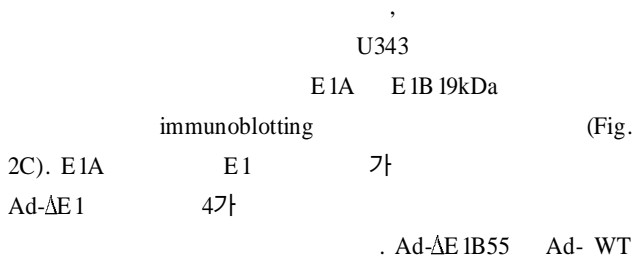 ,
U343
E1A E1B 19kDa
immunoblotting (Fig.
2C). E1A E1 가
Ad-ΔE1 4가
. Ad-ΔE1B55 Ad- WT